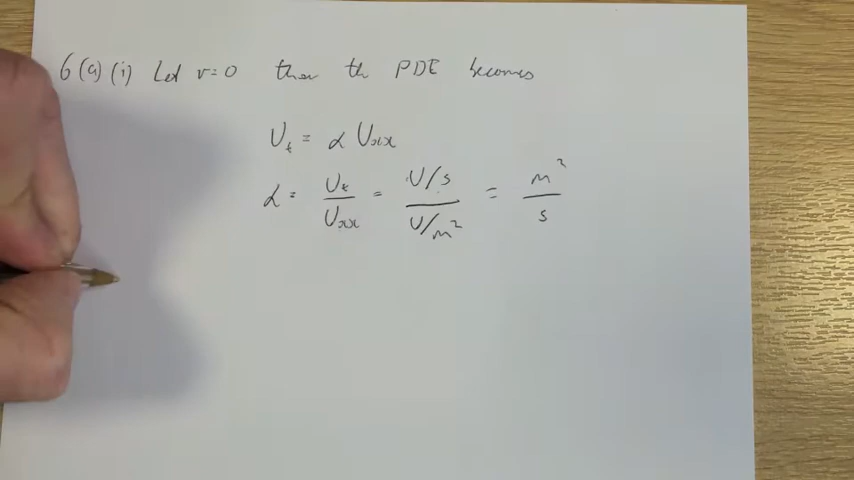 6(a)(i) Let v=0 then the PDE becomes
U_t = α U_xx
α = U_t / U_xx = U/s / U/m² = m² / s